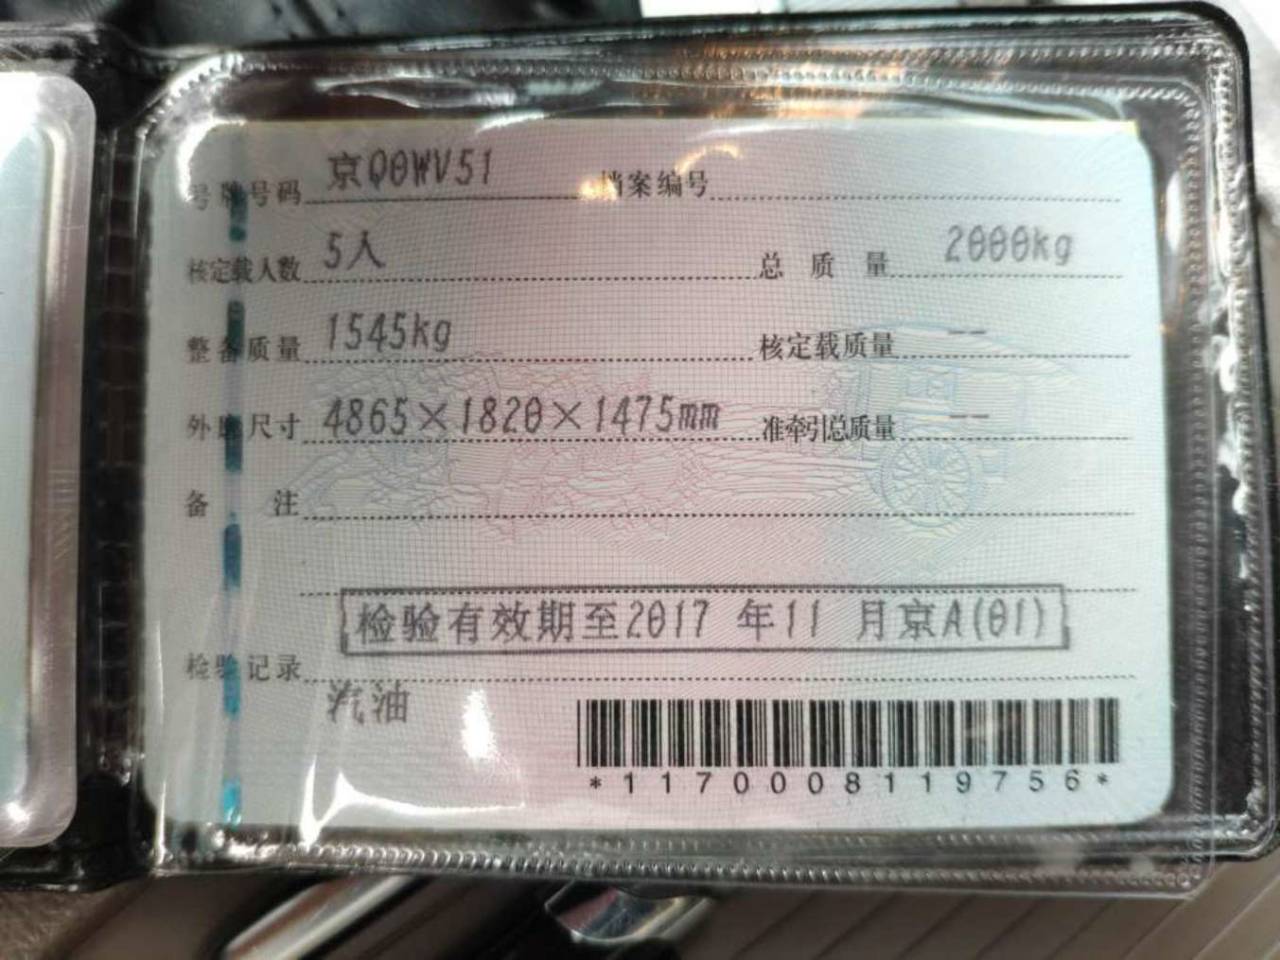 号牌号码 京Q0WV51 档案编号
核定载人数 5人 总质量 2000kg
整备质量 1545kg 核定载质量 --
外廓尺寸 4865×1820×1475mm 准牵引总质量 --
备注
检验有效期至2017 年11 月京A(01)
检验记录
汽油
*1170008119756*